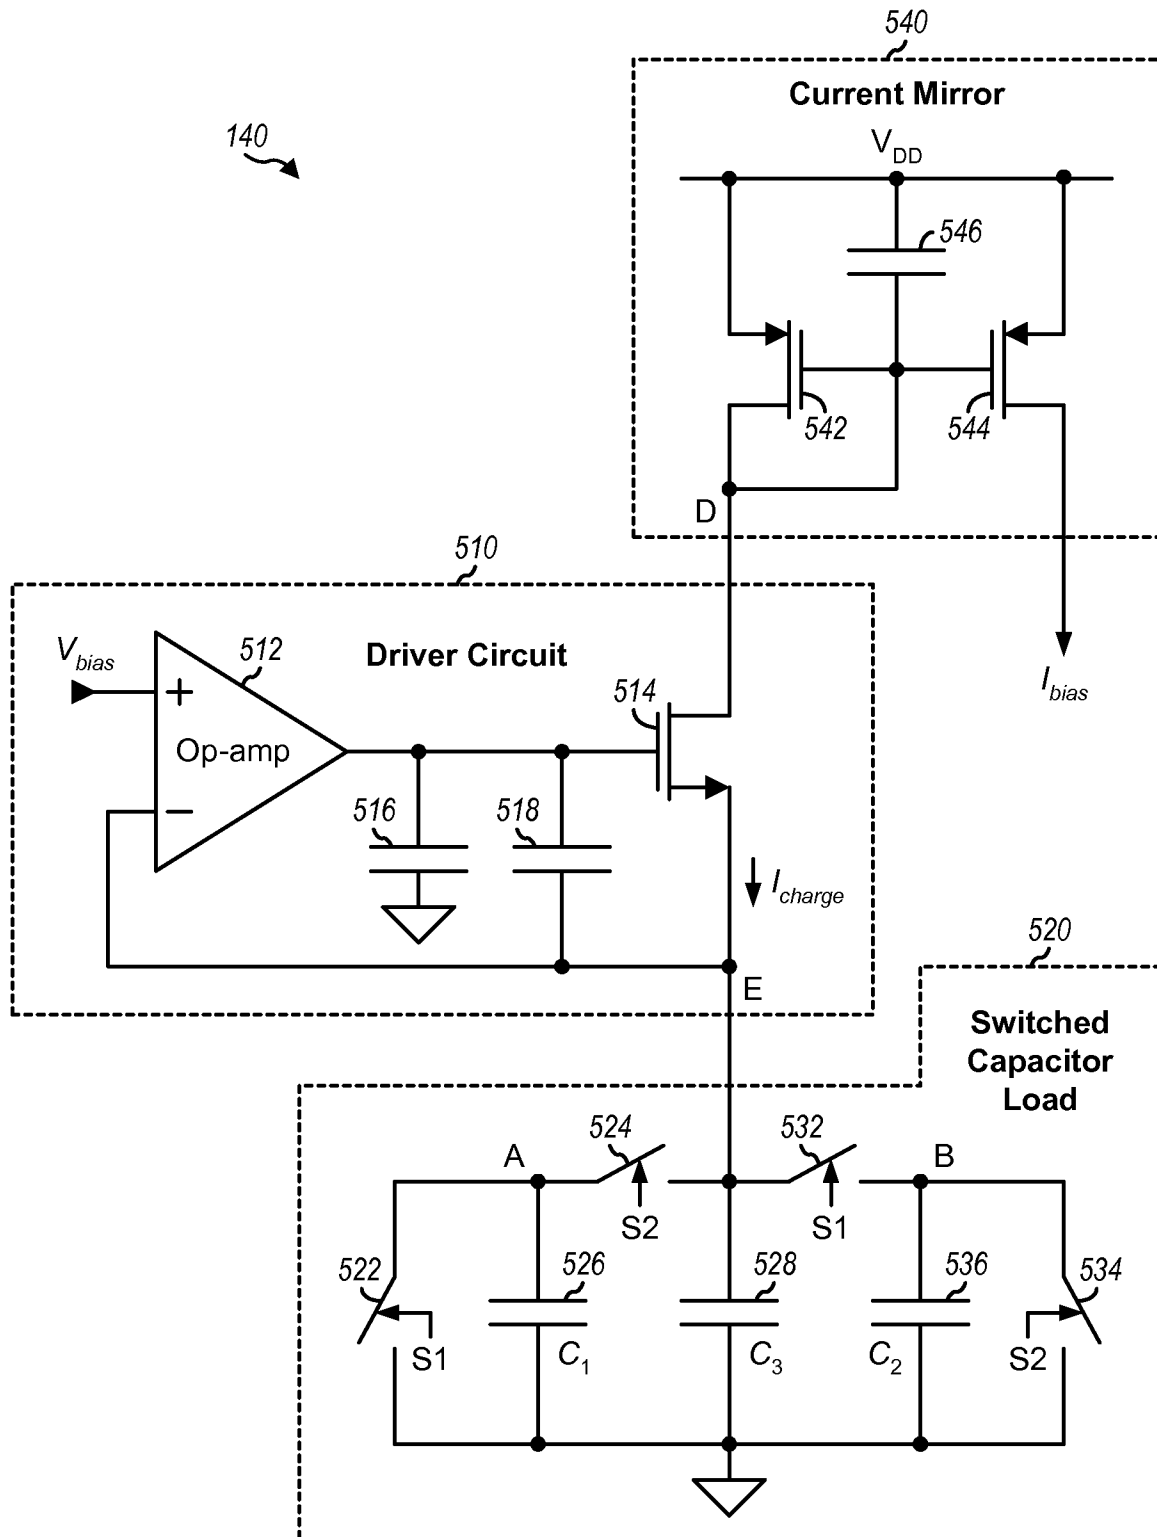 540
Current Mirror
140
VDD
546
542
544
D
510
Vbias
512
Driver Circuit
514
Ibias
+
Op-amp
−
516
518
Icharge
520
E
Switched
Capacitor
Load
524
532
A
B
S2
S1
522
526
528
536
534
S1
C1
C3
C2
S2